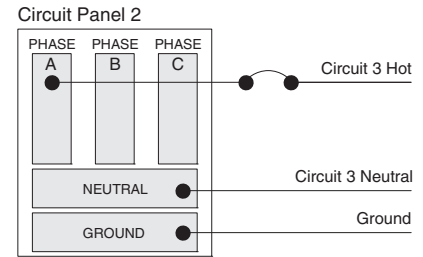 Circuit Panel 2
PHASE PHASE PHASE
A B C
Circuit 3 Hot
NEUTRAL
Circuit 3 Neutral
GROUND
Ground